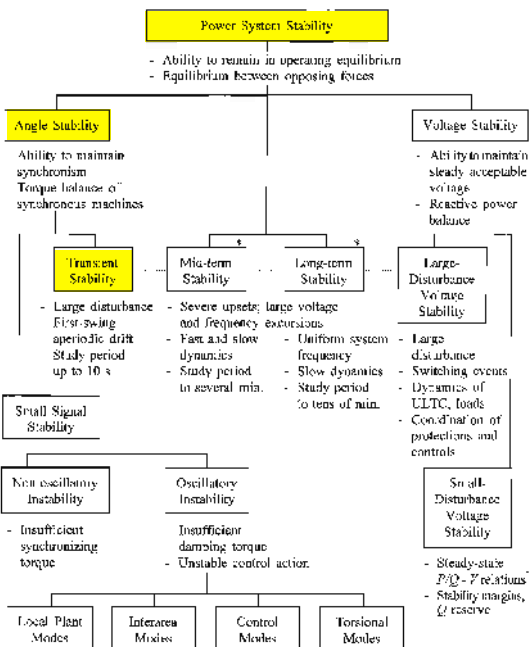 Power System Stability
- Ability to remain in operating equilibrium
- Equilibrium between opposing forces
Angle Stability
Ability to maintain
synchronism
Torque balance of
synchronous machines
Voltage Stability
- Ability to maintain
steady acceptable
voltage
- Reactive power
balance
Transient
Stability
- Large disturbance
First-swing
aperiodic drift
Study period
up to 10 s
Mid-term
Stability
*
Long-term
Stability
*
- Severe upsets; large voltage
and frequency excursions
- Fast and slow
dynamics
- Study period
to several min.
- Uniform system
frequency
- Slow dynamics
- Study period
to tens of min.
Large-
Disturbance
Voltage
Stability
- Large
disturbance
- Switching events
- Dynamics of
ULTC, loads
- Coordination of
protections and
controls
Small Signal
Stability
Non-oscillatory
Instability
- Insufficient
synchronizing
torque
Oscillatory
Instability
Insufficient
damping torque
- Unstable control action
Small-
Disturbance
Voltage
Stability
- Steady-state
P/Q - V relations
- Stability margins,
Q reserve
Local Plant
Modes
Interarea
Modes
Control
Modes
Torsional
Modes